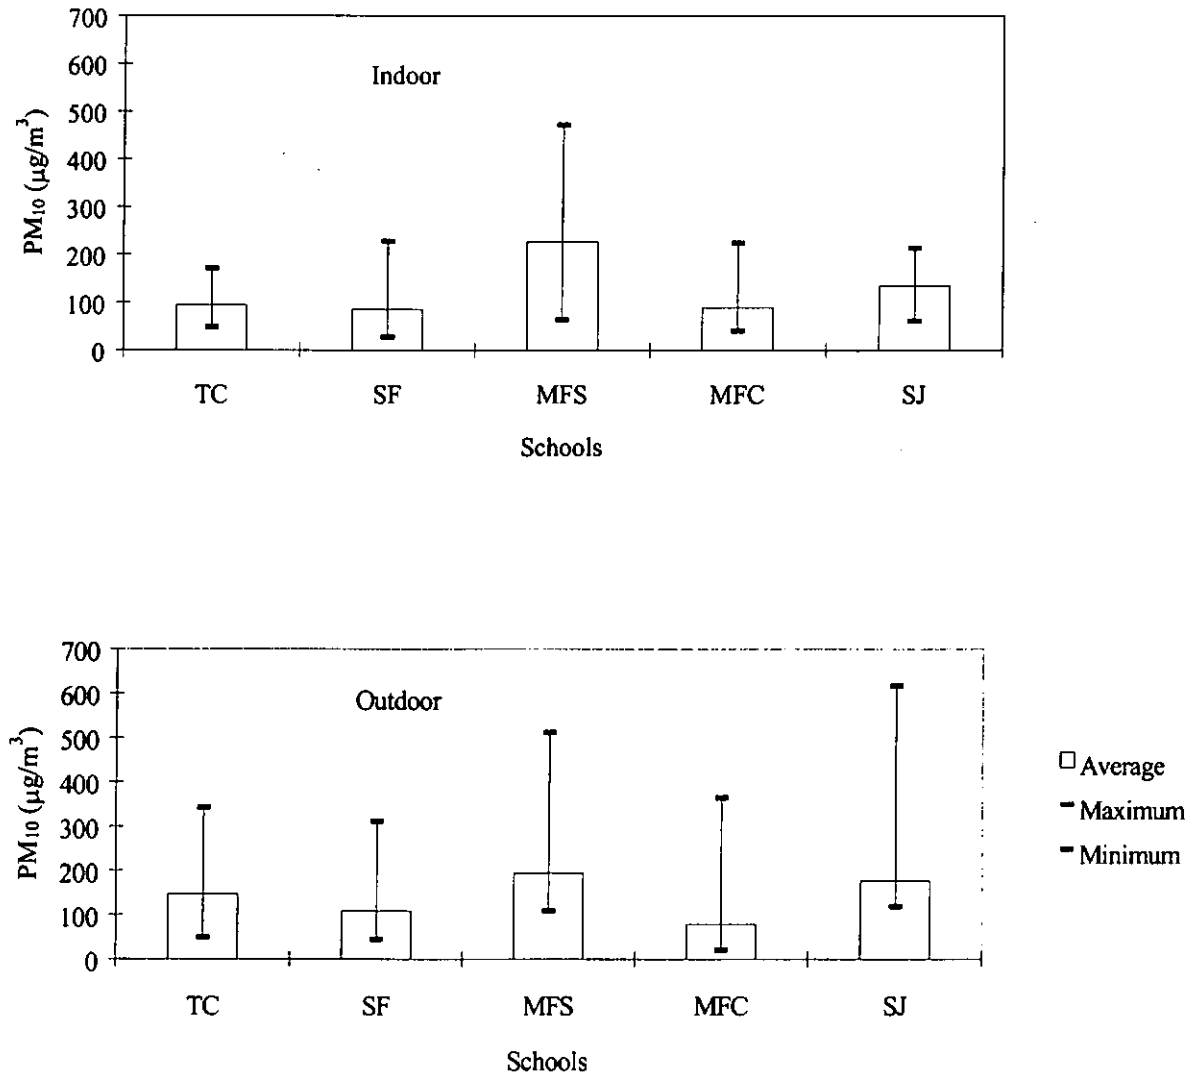 700
600
500
400
300
200
100
0
PM₁₀ (µg/m³)
Indoor
TC SF MFS MFC SJ
Schools
700
600
500
400
300
200
100
0
PM₁₀ (µg/m³)
Outdoor
TC SF MFS MFC SJ
Schools
Average
Maximum
Minimum